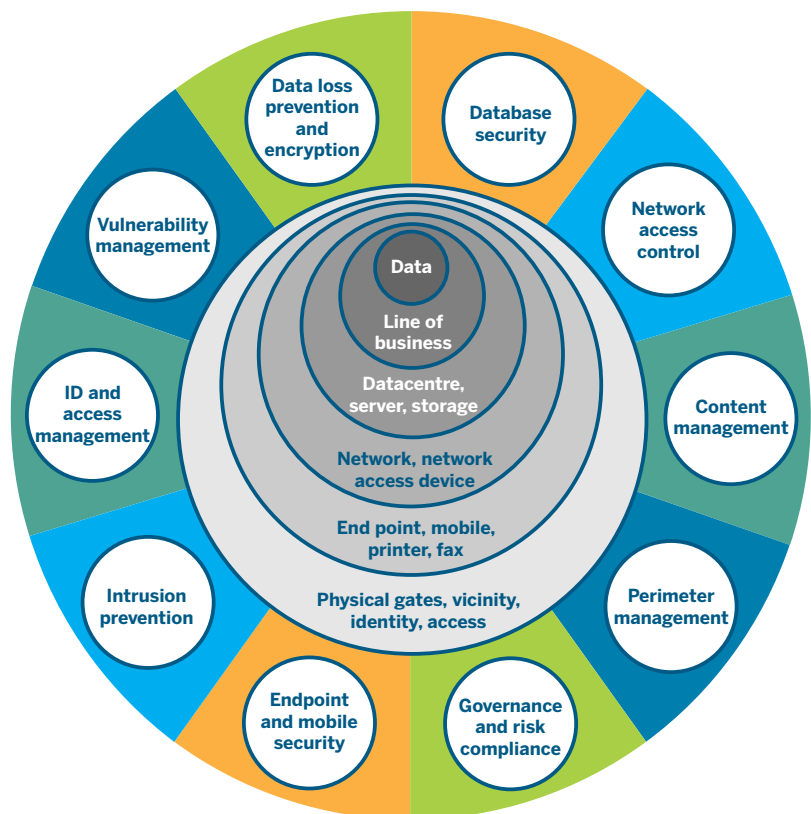 Data loss
prevention
and
encryption
Database
security
Network
access
control
Content
management
Perimeter
management
Governance
and risk
compliance
Endpoint
and mobile
security
Intrusion
prevention
ID and
access
management
Vulnerability
management
Data
Line of
business
Datacentre,
server, storage
Network, network
access device
End point, mobile,
printer, fax
Physical gates, vicinity,
identity, access